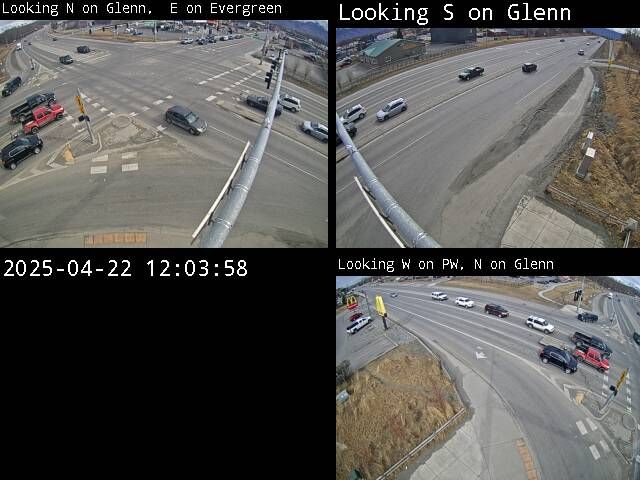 Looking N on Glenn,  E on Evergreen
Looking S on Glenn
2025-04-22 12:03:58
Looking W on PW, N on Glenn